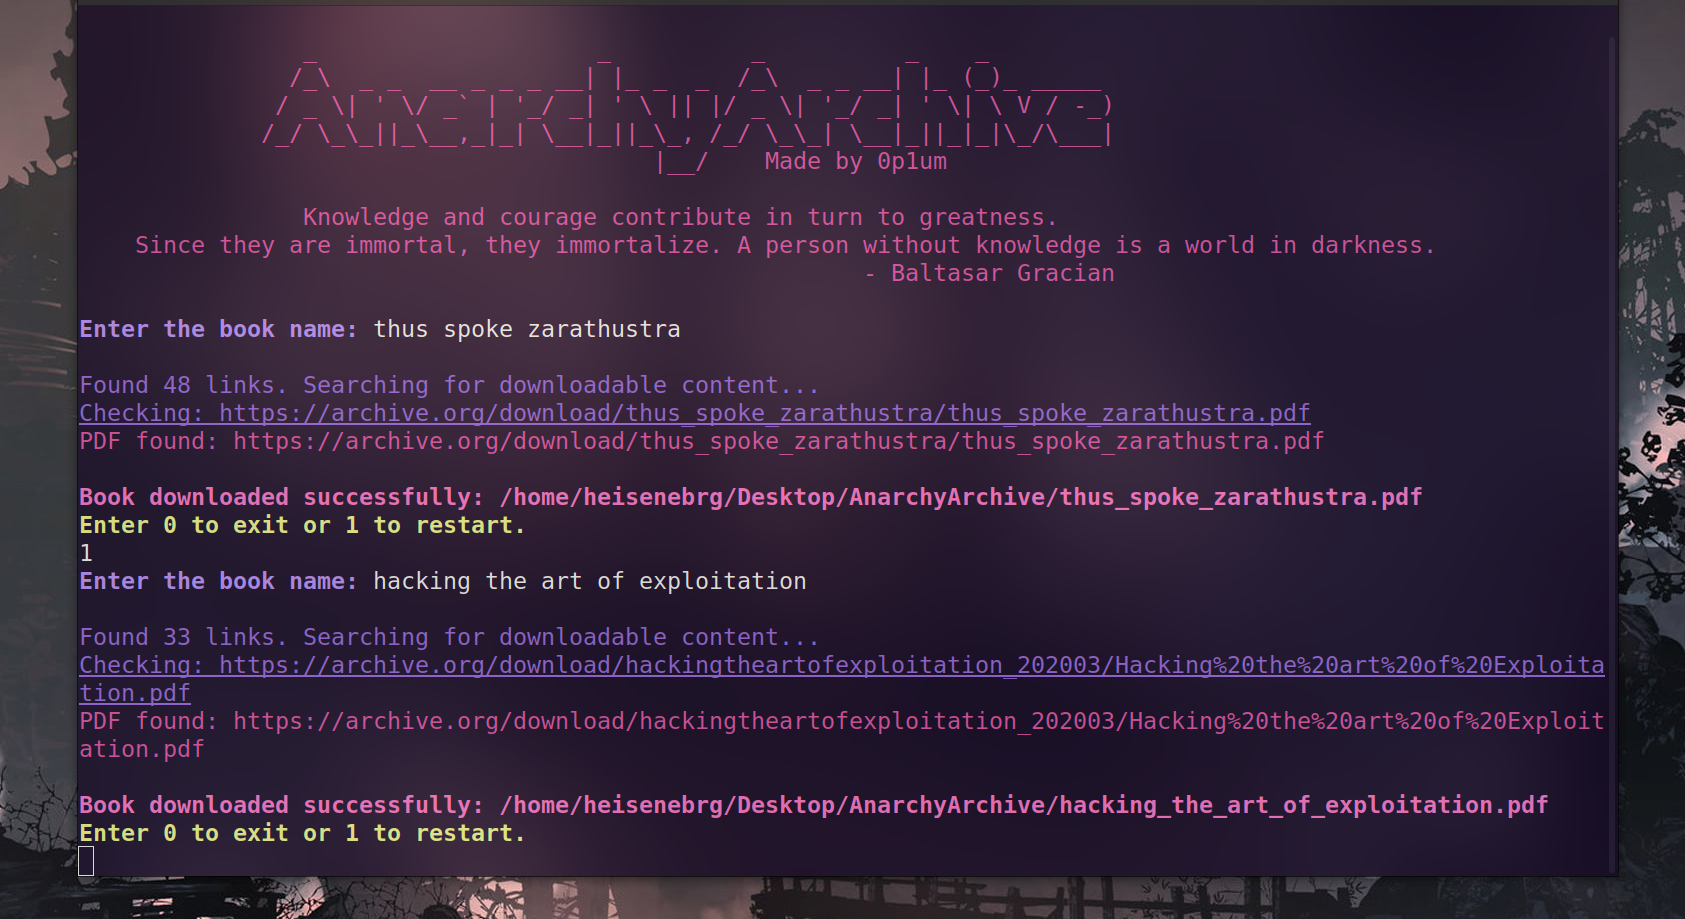 AnarchyArchive
Made by 0p1um
Knowledge and courage contribute in turn to greatness.
Since they are immortal, they immortalize. A person without knowledge is a world in darkness.
- Baltasar Gracian
Enter the book name: thus spoke zarathustra
Found 48 links. Searching for downloadable content...
Checking: https://archive.org/download/thus_spoke_zarathustra/thus_spoke_zarathustra.pdf
PDF found: https://archive.org/download/thus_spoke_zarathustra/thus_spoke_zarathustra.pdf
Book downloaded successfully: /home/heisenebrg/Desktop/AnarchyArchive/thus_spoke_zarathustra.pdf
Enter 0 to exit or 1 to restart.
1
Enter the book name: hacking the art of exploitation
Found 33 links. Searching for downloadable content...
Checking: https://archive.org/download/hackingtheartofexploitation_202003/Hacking%20the%20art%20of%20Exploita
tion.pdf
PDF found: https://archive.org/download/hackingtheartofexploitation_202003/Hacking%20the%20art%20of%20Exploit
ation.pdf
Book downloaded successfully: /home/heisenebrg/Desktop/AnarchyArchive/hacking_the_art_of_exploitation.pdf
Enter 0 to exit or 1 to restart.